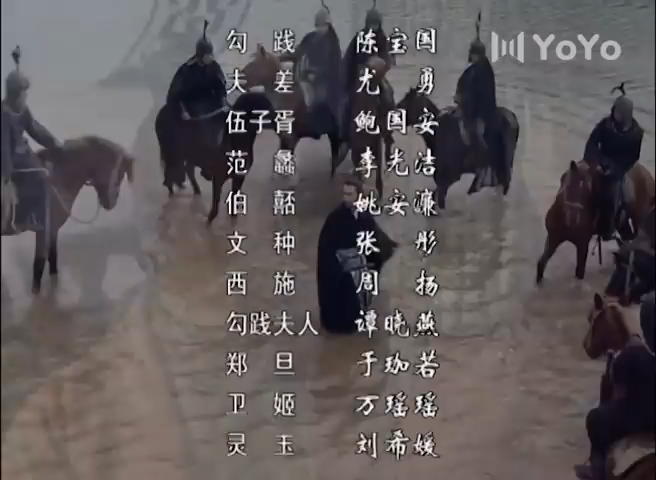 YoYo
勾践 陈宝国
夫差 尤勇
伍子胥 鲍国安
范蠡 李光洁
伯嚭 姚安濂
文种 张彤
西施 周扬
勾践夫人 谭晓燕
郑旦 于珈若
卫姬 万瑶瑶
灵玉 刘希媛